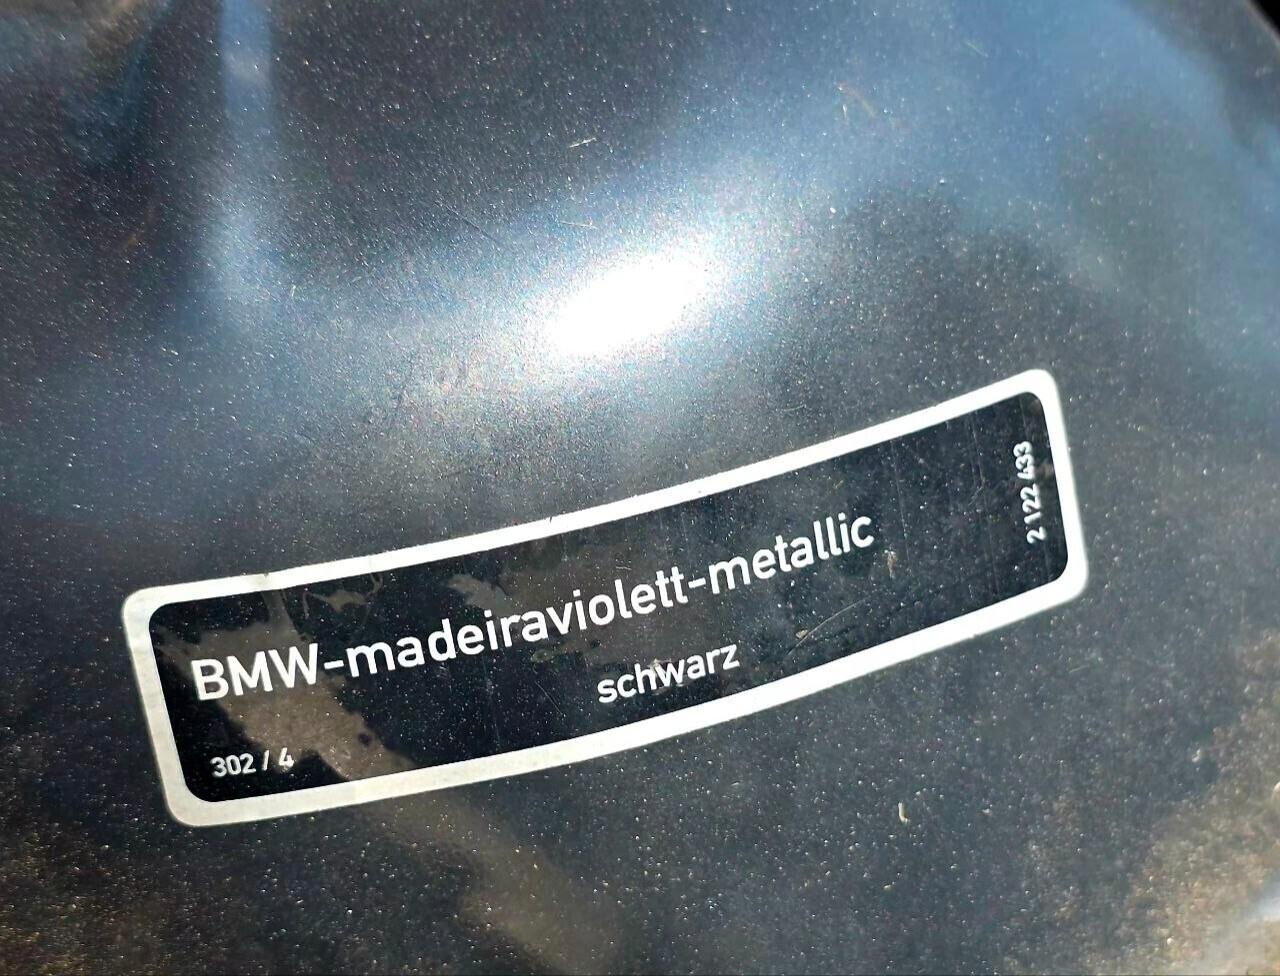 BMW-madeiraviolett-metallic
schwarz
302 / 4
2 122 433